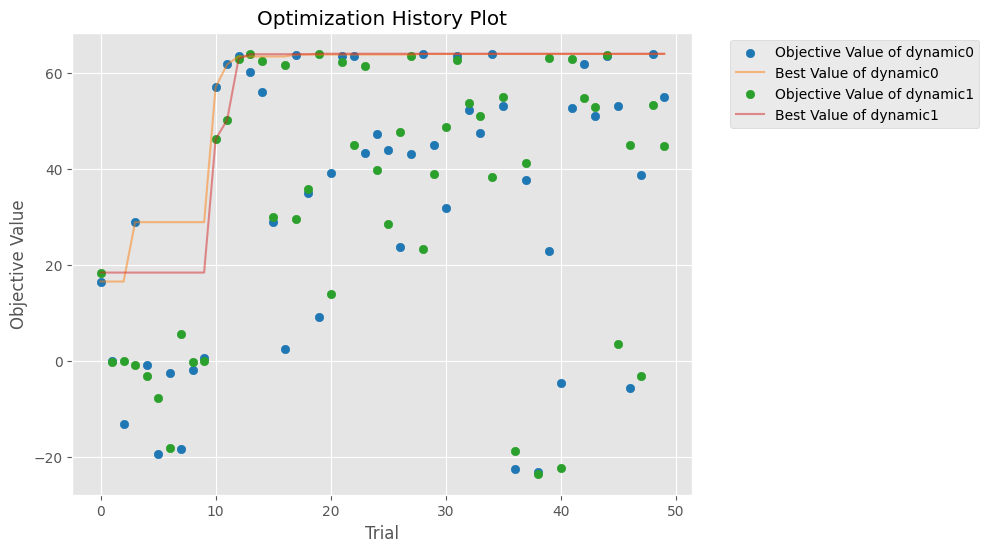 Optimization History Plot
Objective Value
60
40
20
0
−20
0
10
20
30
40
50
Trial
Objective Value of dynamic0
Best Value of dynamic0
Objective Value of dynamic1
Best Value of dynamic1